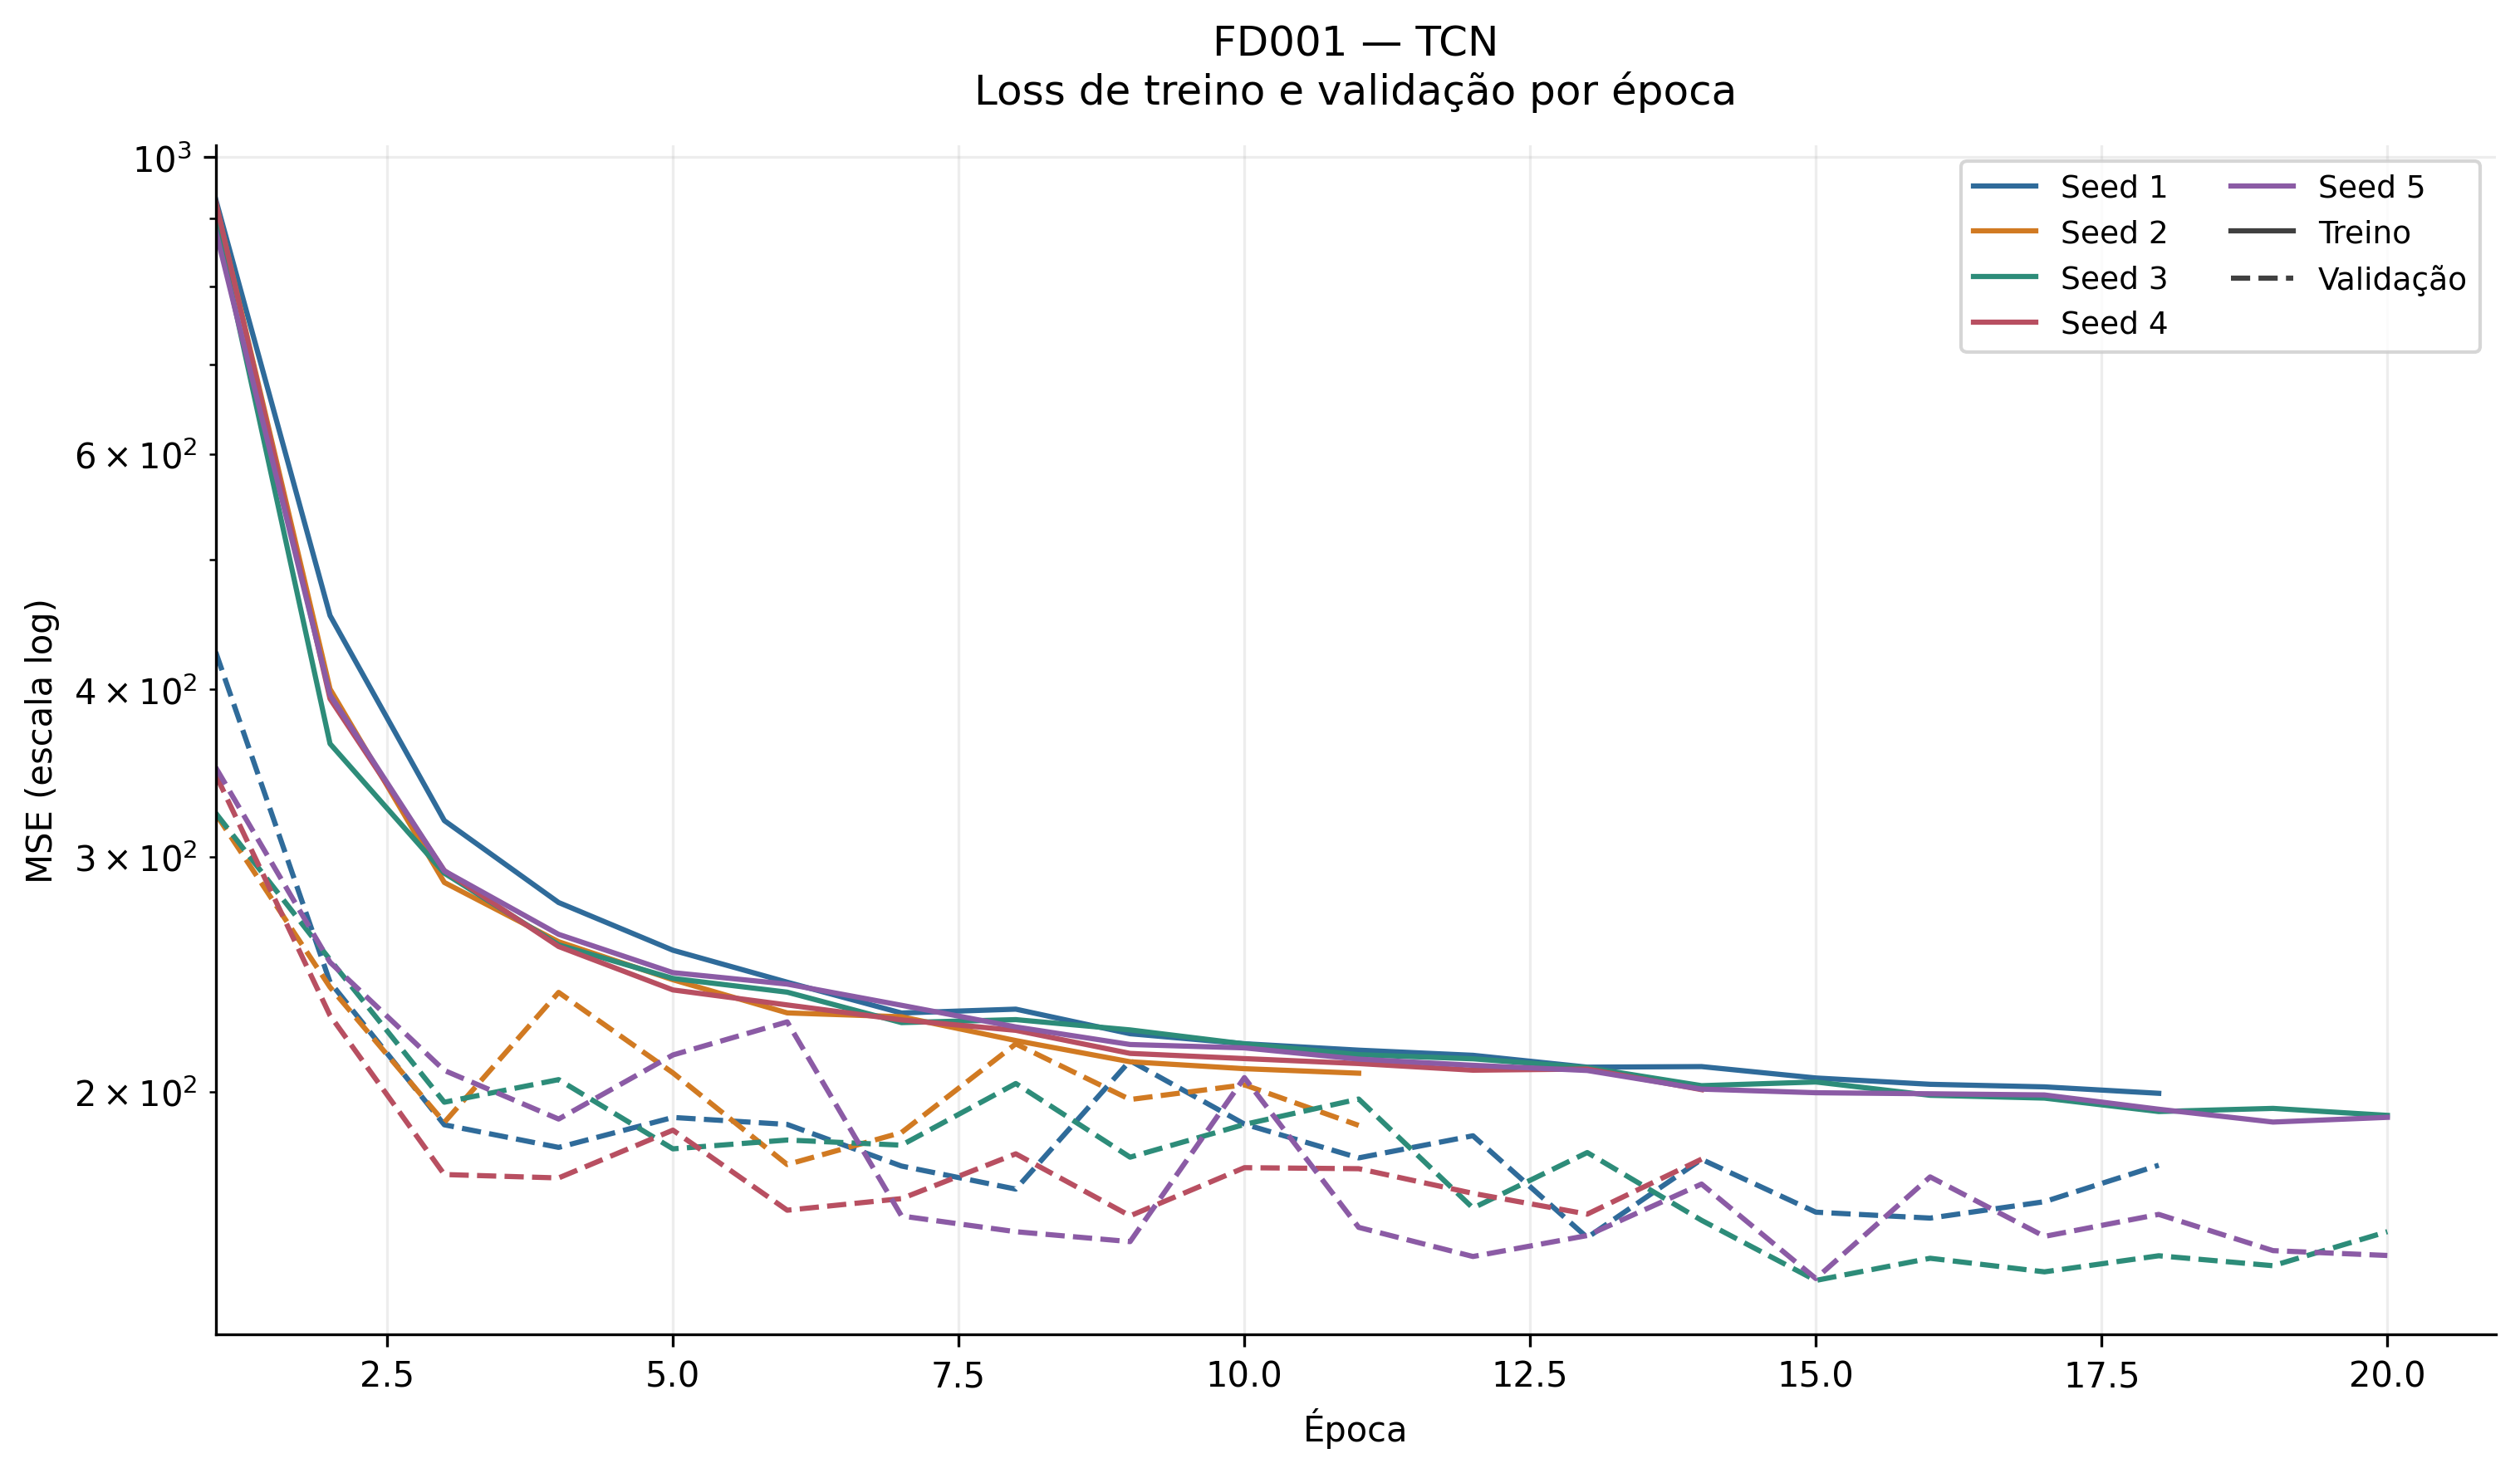 FD001 — TCN
Loss de treino e validação por época
10³
6 × 10²
4 × 10²
3 × 10²
2 × 10²
MSE (escala log)
Seed 1
Seed 2
Seed 3
Seed 4
Seed 5
Treino
Validação
2.5 5.0 7.5 10.0 12.5 15.0 17.5 20.0
Época